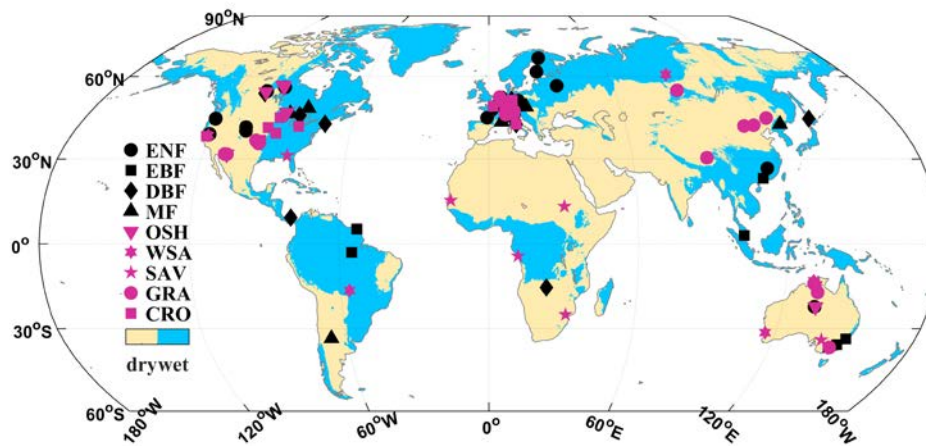 90°N
60°N
30°N
0°
30°S
60°S
ENF
EBF
DBF
MF
OSH
WSA
SAV
GRA
CRO
drywet
180°W
120°W
60°W
0°
60°E
120°E
180°W